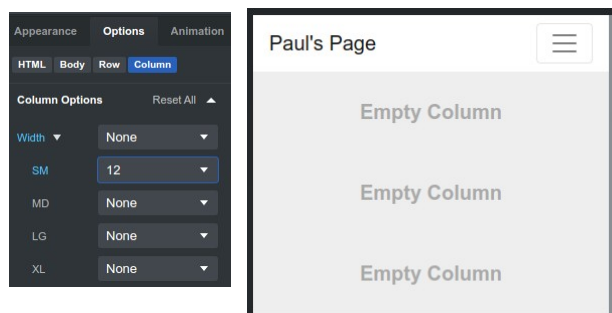 Appearance Options Animation
HTML Body Row Column
Column Options Reset All
Width None
SM 12
MD None
LG None
XL None
Paul's Page
Empty Column
Empty Column
Empty Column